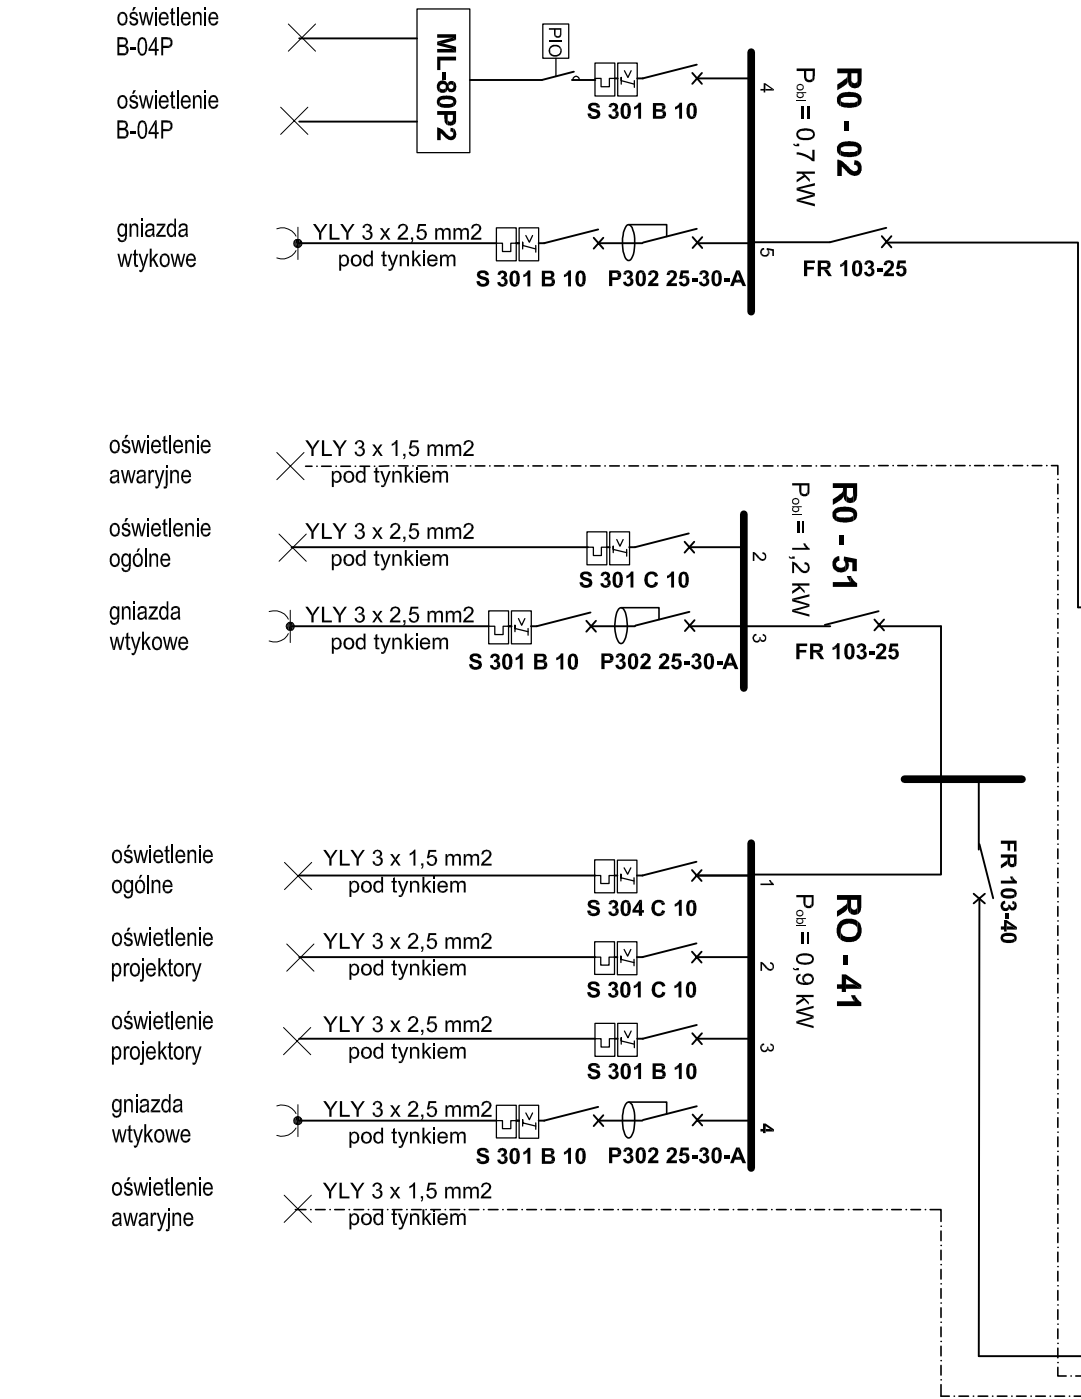 oświetlenie
B-04P
oświetlenie
B-04P
ML-80P2
PIO
S 301 B 10
4
R0 - 02
Pobl = 0,7 kW
gniazda
wtykowe
YLY 3 x 2,5 mm2
pod tynkiem
S 301 B 10
P302 25-30-A
5
FR 103-25
oświetlenie
awaryjne
YLY 3 x 1,5 mm2
pod tynkiem
oświetlenie
ogólne
YLY 3 x 2,5 mm2
pod tynkiem
S 301 C 10
2
R0 - 51
Pobl = 1,2 kW
gniazda
wtykowe
YLY 3 x 2,5 mm2
pod tynkiem
S 301 B 10
P302 25-30-A
3
FR 103-25
FR 103-40
oświetlenie
ogólne
YLY 3 x 1,5 mm2
pod tynkiem
S 304 C 10
1
RO - 41
Pobl = 0,9 kW
oświetlenie
projektory
YLY 3 x 2,5 mm2
pod tynkiem
S 301 C 10
2
oświetlenie
projektory
YLY 3 x 2,5 mm2
pod tynkiem
S 301 B 10
3
gniazda
wtykowe
YLY 3 x 2,5 mm2
pod tynkiem
S 301 B 10
P302 25-30-A
4
oświetlenie
awaryjne
YLY 3 x 1,5 mm2
pod tynkiem